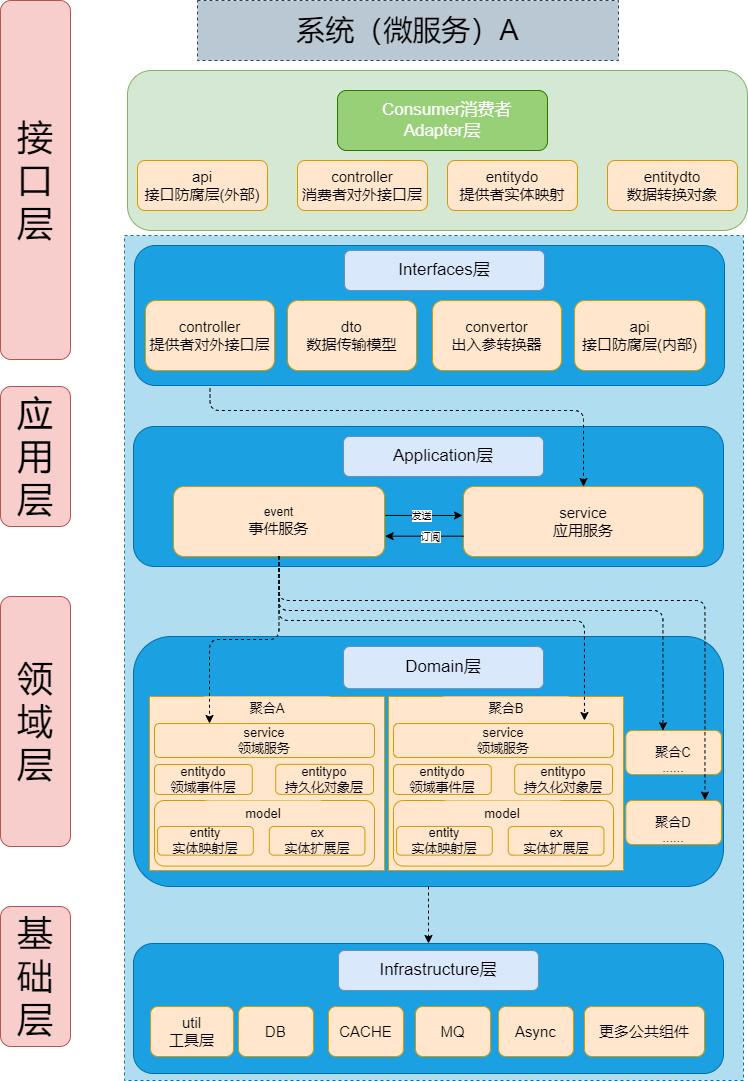 系统（微服务）A
接
口
层
Consumer消费者
Adapter层
api
接口防腐层(外部)
controller
消费者对外接口层
entitydo
提供者实体映射
entitydto
数据转换对象
Interfaces层
controller
提供者对外接口层
dto
数据传输模型
convertor
出入参转换器
api
接口防腐层(内部)
应
用
层
Application层
event
事件服务
发送
订阅
service
应用服务
领
域
层
Domain层
聚合A
service
领域服务
entitydo
领域事件层
entitypo
持久化对象层
model
entity
实体映射层
ex
实体扩展层
聚合B
service
领域服务
entitydo
领域事件层
entitypo
持久化对象层
model
entity
实体映射层
ex
实体扩展层
聚合C
......
聚合D
......
基
础
层
Infrastructure层
util
工具层
DB
CACHE
MQ
Async
更多公共组件